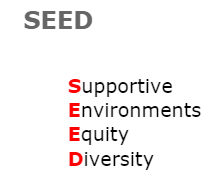 SEED
Supportive
Environments
Equity
Diversity